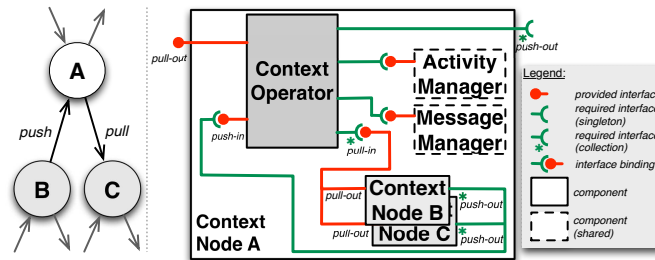 A
push
pull
B
C
pull-out
Context
Operator
push-in
pull-in
Activity
Manager
Message
Manager
push-out
Context
Node B
Node C
pull-out
pull-out
push-out
push-out
Context
Node A
Legend:
provided interface
required interface
(singleton)
required interface
(collection)
interface binding
component
component
(shared)